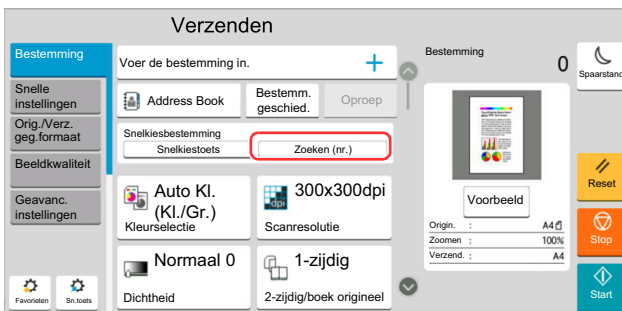 Verzenden
Bestemming
Snelle
instellingen
Orig./Verz.
geg.formaat
Beeldkwaliteit
Geavanc.
instellingen
Favorieten
Sn.toets
Voer de bestemming in.
Address Book
Bestemm.
geschied.
Oproep
Snelkiesbestemming
Snelkiestoets
Zoeken (nr.)
Auto Kl.
(Kl./Gr.)
Kleurselectie
dpi
300x300dpi
Scanresolutie
Normaal 0
Dichtheid
1-zijdig
2-zijdig/boek origineel
Bestemming
0
Voorbeeld
Origin. : A4
Zoomen : 100%
Verzend. : A4
Spaarstand
Reset
Stop
Start